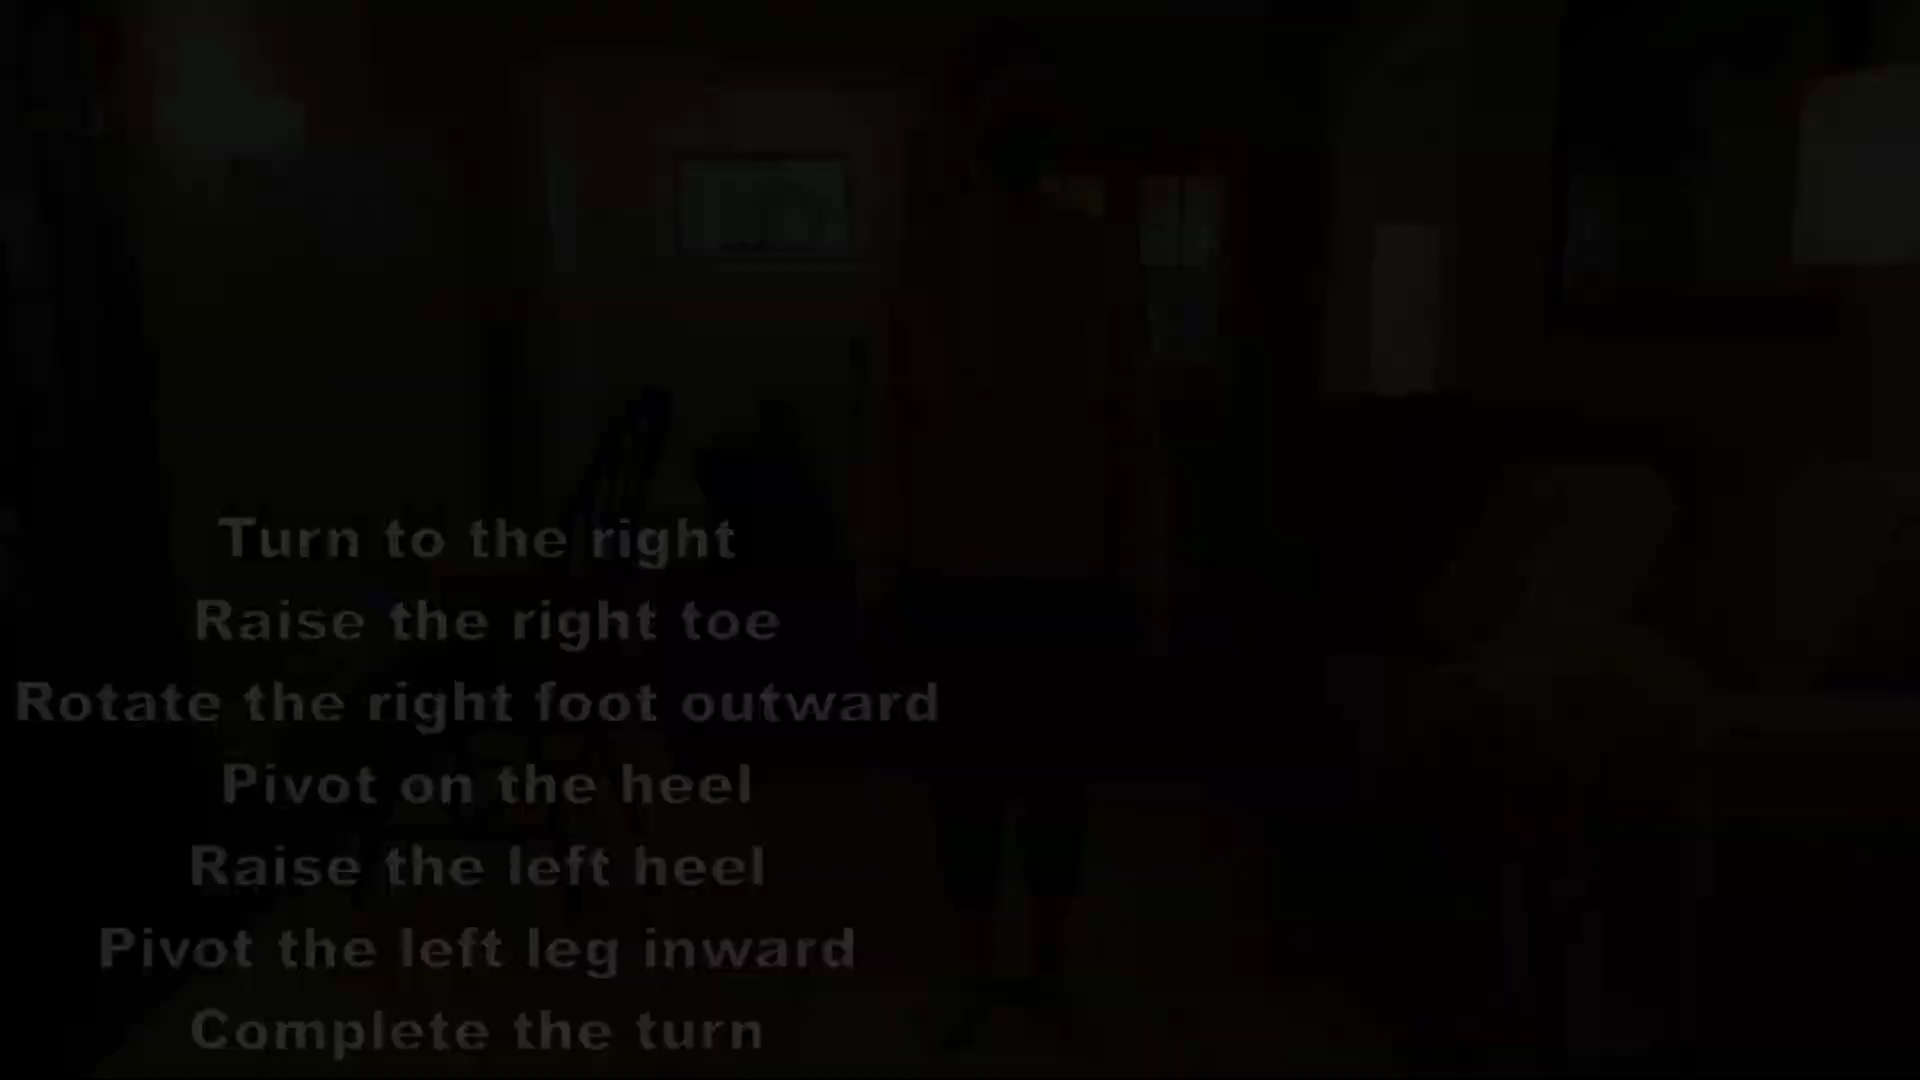 Turn to the right
Raise the right toe
Rotate the right foot outward
Pivot on the heel
Raise the left heel
Pivot the left leg inward
Complete the turn